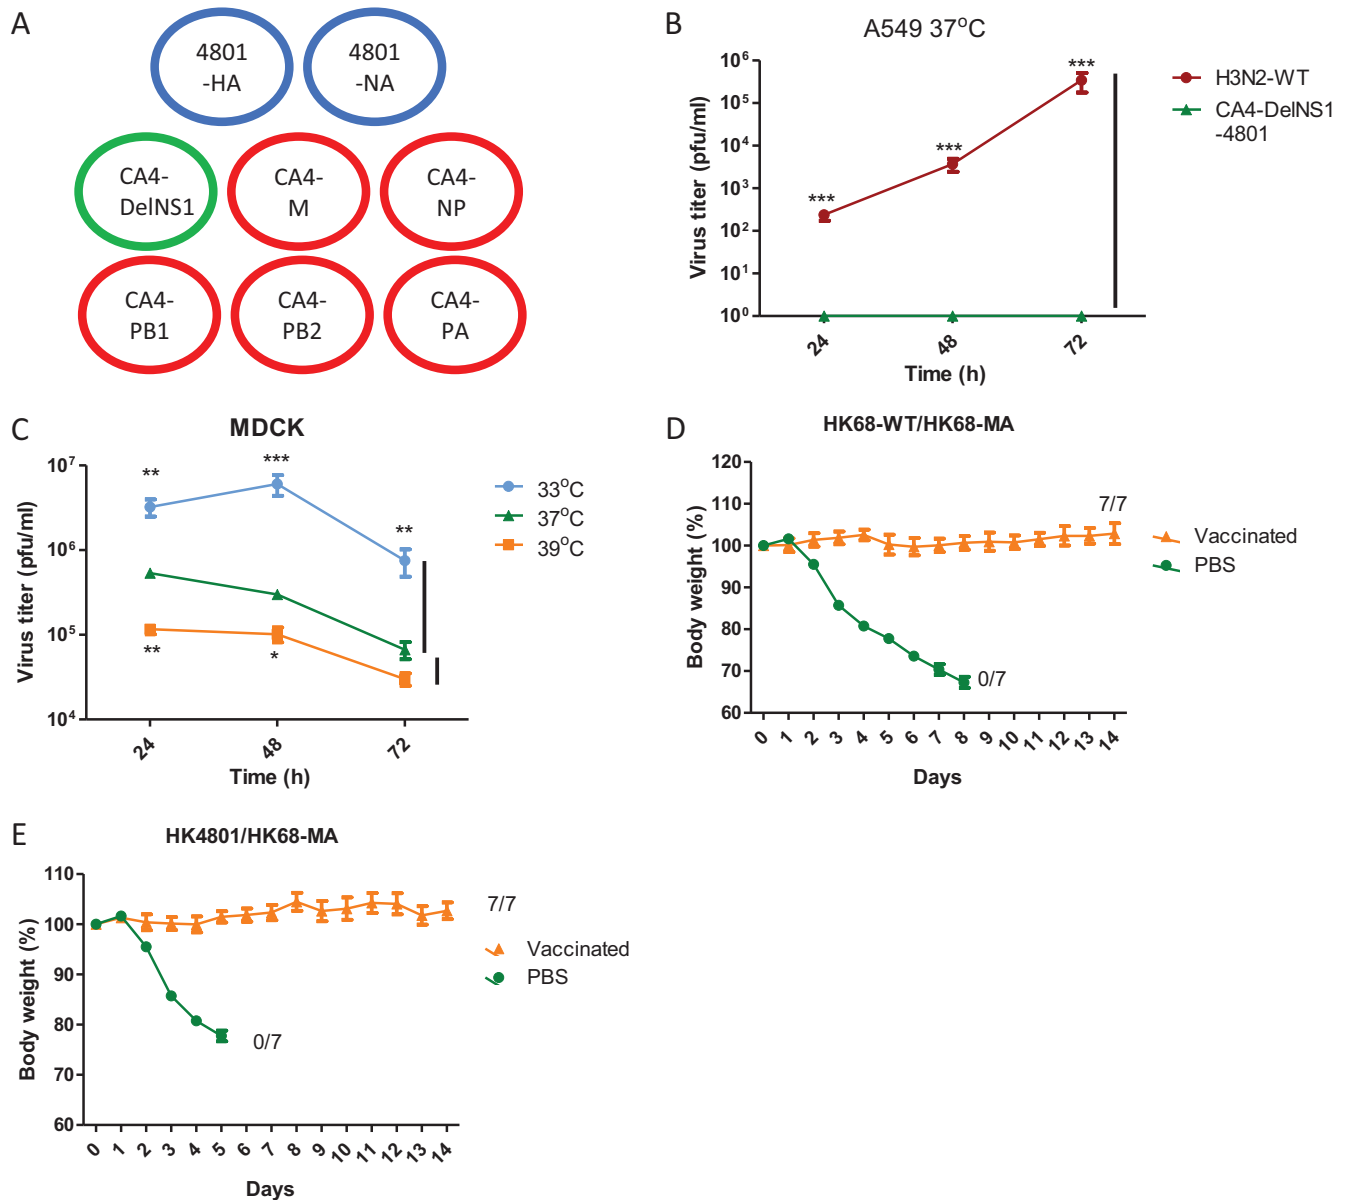 A
4801
-HA
4801
-NA
CA4-
DelNS1
CA4-
M
CA4-
NP
CA4-
PB1
CA4-
PB2
CA4-
PA
B
A549 37°C
Virus titer (pfu/ml)
10⁶
10⁵
10⁴
10³
10²
10¹
10⁰
***
***
***
24
48
72
Time (h)
H3N2-WT
CA4-DelNS1
-4801
C
MDCK
Virus titer (pfu/ml)
10⁷
10⁶
10⁵
10⁴
**
***
**
**
*
24
48
72
Time (h)
33°C
37°C
39°C
D
HK68-WT/HK68-MA
Body weight (%)
120
110
100
90
80
70
60
7/7
0/7
0
1
2
3
4
5
6
7
8
9
10
11
12
13
14
Days
Vaccinated
PBS
E
HK4801/HK68-MA
Body weight (%)
110
100
90
80
70
60
7/7
0/7
0
1
2
3
4
5
6
7
8
9
10
11
12
13
14
Days
Vaccinated
PBS